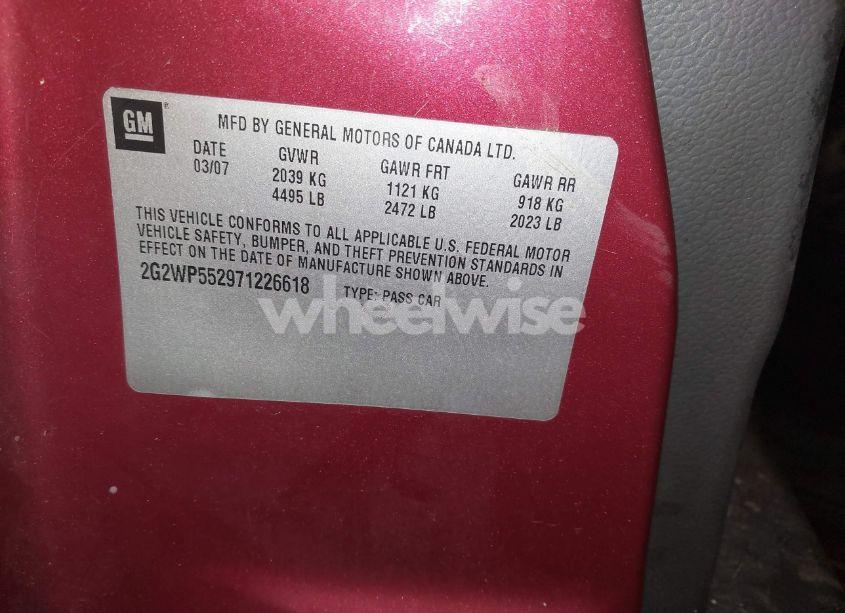 GM ®
MFD BY GENERAL MOTORS OF CANADA LTD.
DATE GVWR GAWR FRT GAWR RR
03/07 2039 KG 1121 KG 918 KG
4495 LB 2472 LB 2023 LB
THIS VEHICLE CONFORMS TO ALL APPLICABLE U.S. FEDERAL MOTOR
VEHICLE SAFETY, BUMPER, AND THEFT PREVENTION STANDARDS IN
EFFECT ON THE DATE OF MANUFACTURE SHOWN ABOVE.
2G2WP552971226618 TYPE: PASS CAR
wheelwise